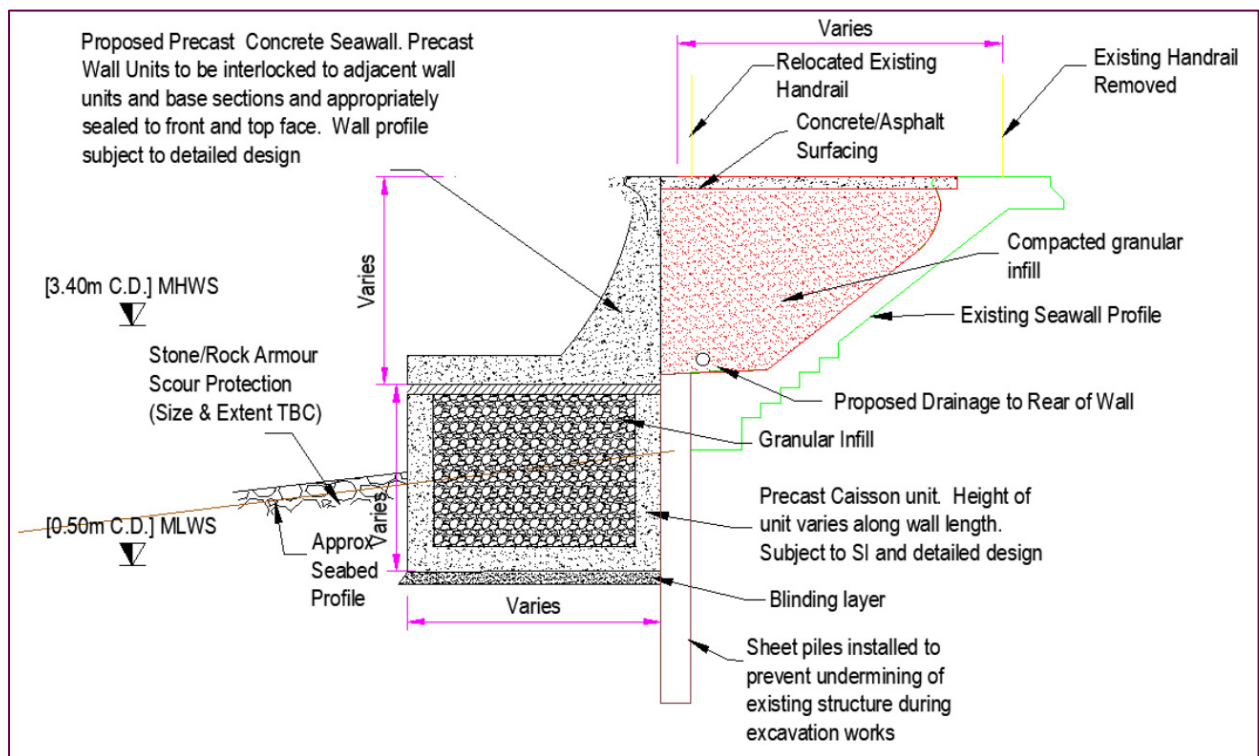 Proposed Precast Concrete Seawall. Precast
Wall Units to be interlocked to adjacent wall
units and base sections and appropriately
sealed to front and top face. Wall profile
subject to detailed design
Varies
Relocated Existing
Handrail
Existing Handrail
Removed
Concrete/Asphalt
Surfacing
Varies
Compacted granular
infill
[3.40m C.D.] MHWS
Existing Seawall Profile
Stone/Rock Armour
Scour Protection
(Size & Extent TBC)
Proposed Drainage to Rear of Wall
Granular Infill
Varies
Precast Caisson unit. Height of
unit varies along wall length.
Subject to SI and detailed design
[0.50m C.D.] MLWS
Approx
Seabed
Profile
Blinding layer
Varies
Sheet piles installed to
prevent undermining of
existing structure during
excavation works